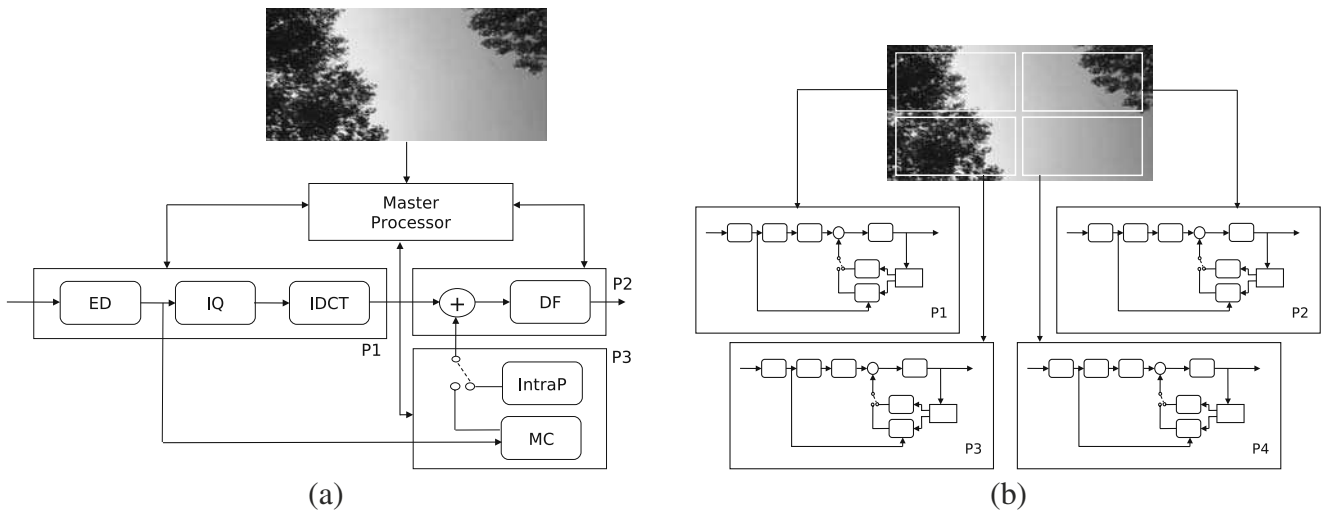 Master
Processor
ED
IQ
IDCT
P1
+
DF
P2
P3
IntraP
MC
(a)
P1
P2
P3
P4
(b)